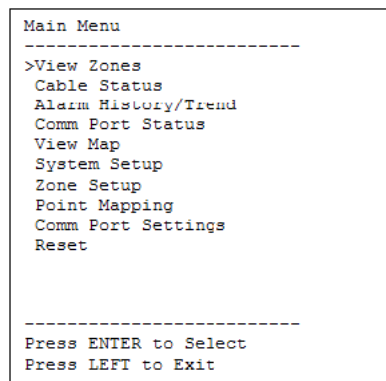 Main Menu
--------------------------
>View Zones
Cable Status
Alarm History/Trend
Comm Port Status
View Map
System Setup
Zone Setup
Point Mapping
Comm Port Settings
Reset
--------------------------
Press ENTER to Select
Press LEFT to Exit